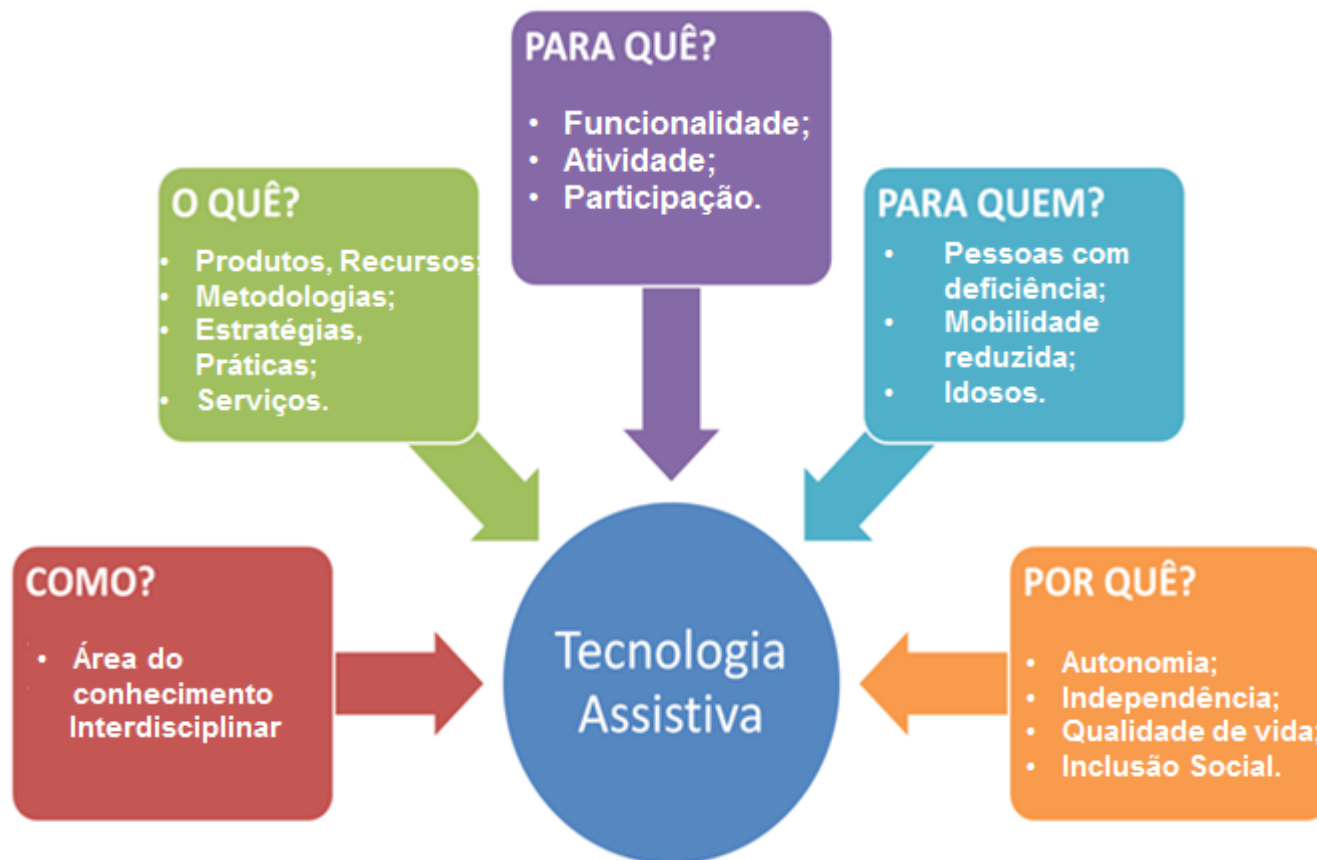 COMO?
• Área do
conhecimento
Interdisciplinar
O QUÊ?
• Produtos, Recursos;
• Metodologias;
• Estratégias,
Práticas;
• Serviços.
PARA QUÊ?
• Funcionalidade;
• Atividade;
• Participação.
PARA QUEM?
• Pessoas com
deficiência;
• Mobilidade
reduzida;
• Idosos.
POR QUÊ?
• Autonomia;
• Independência;
• Qualidade de vida;
• Inclusão Social.
Tecnologia
Assistiva